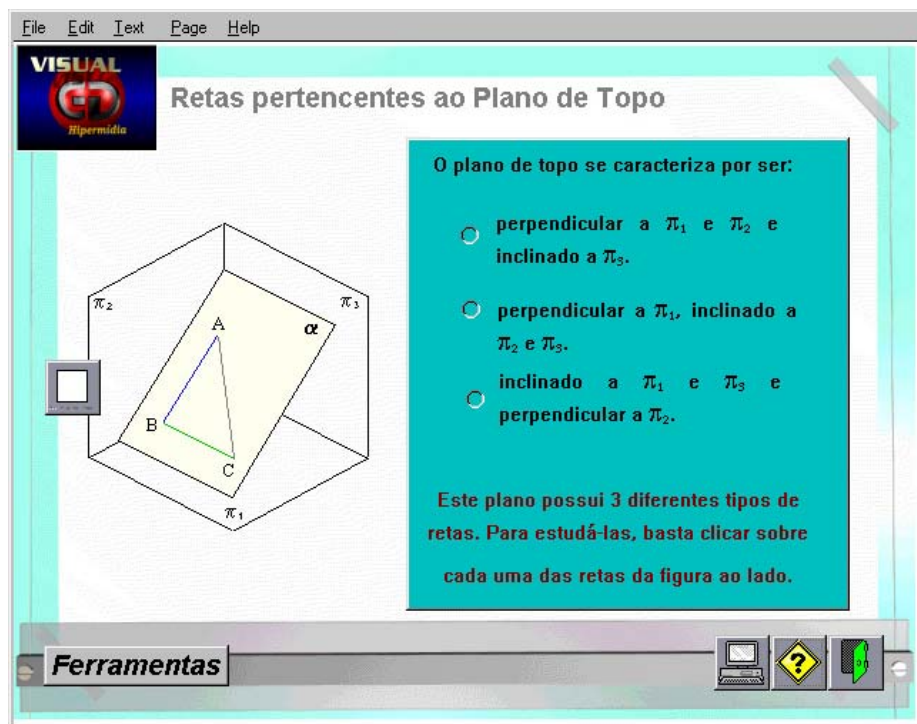 File Edit Text Page Help
VISUAL
GD
Hipermídia
Retas pertencentes ao Plano de Topo
O plano de topo se caracteriza por ser:
perpendicular a π₁ e π₂ e
inclinado a π₃.
perpendicular a π₁, inclinado a
π₂ e π₃.
inclinado a π₁ e π₃ e
perpendicular a π₂.
Este plano possui 3 diferentes tipos de
retas. Para estudá-las, basta clicar sobre
cada uma das retas da figura ao lado.
π₂
π₃
α
A
B
C
π₁
Ferramentas
?